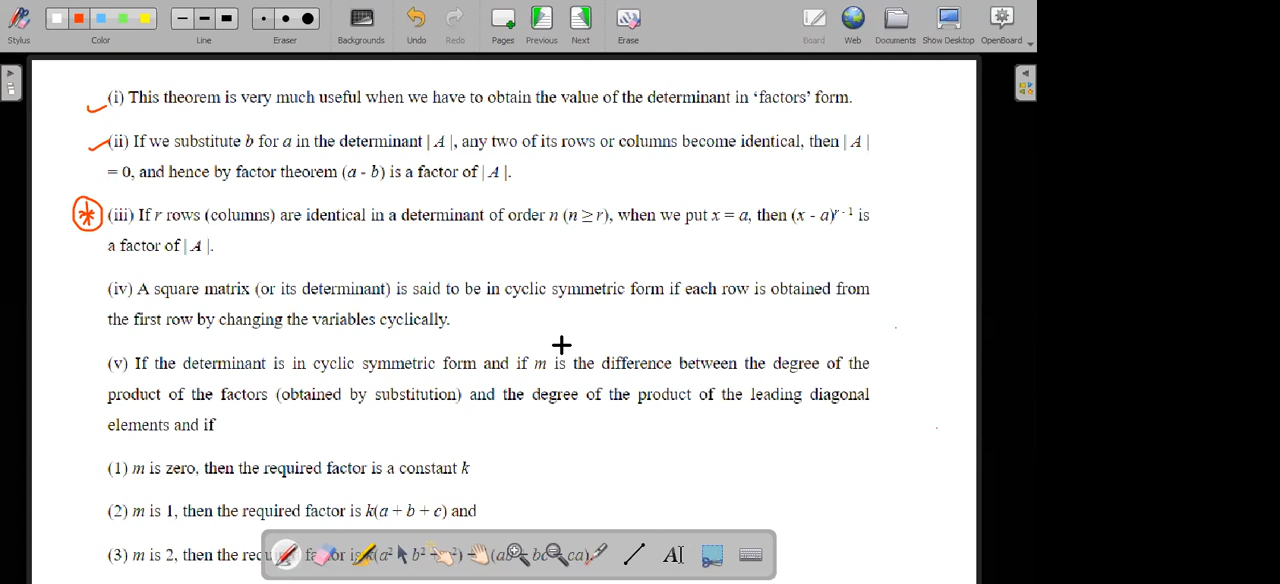 Stylus Color Line Eraser Backgrounds Undo Redo Pages Previous Next Erase Board Web Documents Show Desktop OpenBoard
(i) This theorem is very much useful when we have to obtain the value of the determinant in ‘factors’ form.
(ii) If we substitute b for a in the determinant | A |, any two of its rows or columns become identical, then | A |
= 0, and hence by factor theorem (a - b) is a factor of | A |.
(iii) If r rows (columns) are identical in a determinant of order n (n ≥ r), when we put x = a, then (x - a)ʳ⁻¹ is
a factor of | A |.
(iv) A square matrix (or its determinant) is said to be in cyclic symmetric form if each row is obtained from
the first row by changing the variables cyclically.
(v) If the determinant is in cyclic symmetric form and if m is the difference between the degree of the
product of the factors (obtained by substitution) and the degree of the product of the leading diagonal
elements and if
(1) m is zero, then the required factor is a constant k
(2) m is 1, then the required factor is k(a + b + c) and
(3) m is 2, then the